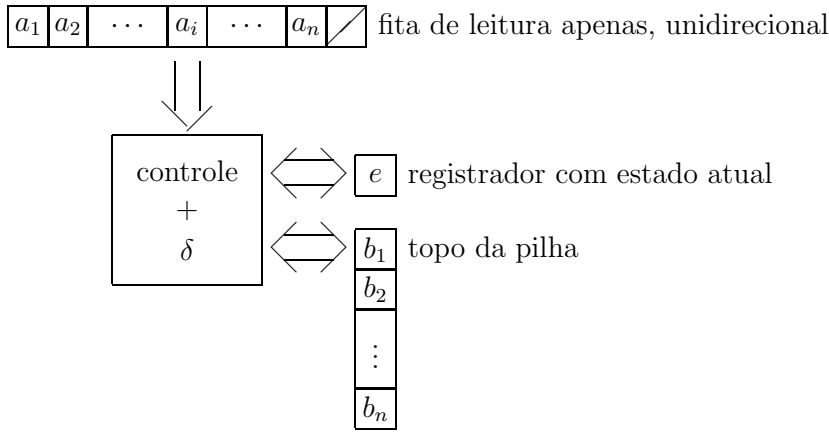 a₁ a₂ ⋯ aᵢ ⋯ aₙ fita de leitura apenas, unidirecional
controle
+
δ
e registrador com estado atual
b₁ topo da pilha
b₂
⋮
bₙ